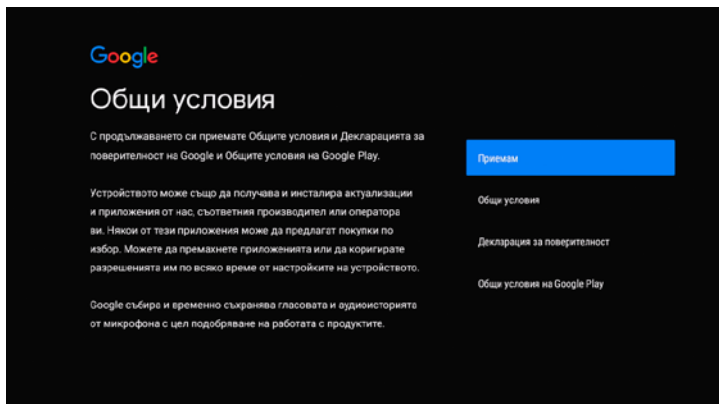 Google
Общи условия
С продължаването си приемате Общите условия и Декларацията за
поверителност на Google и Общите условия на Google Play.
Устройството може също да получава и инсталира актуализации
и приложения от нас, съответния производител или оператора
ви. Някои от тези приложения може да предлагат покупки по
избор. Можете да премахнете приложенията или да коригирате
разрешенията им по всяко време от настройките на устройството.
Google събира и временно съхранява гласовата и аудиоисторията
от микрофона с цел подобряване на работата с продуктите.
Приемам
Общи условия
Декларация за поверителност
Общи условия на Google Play